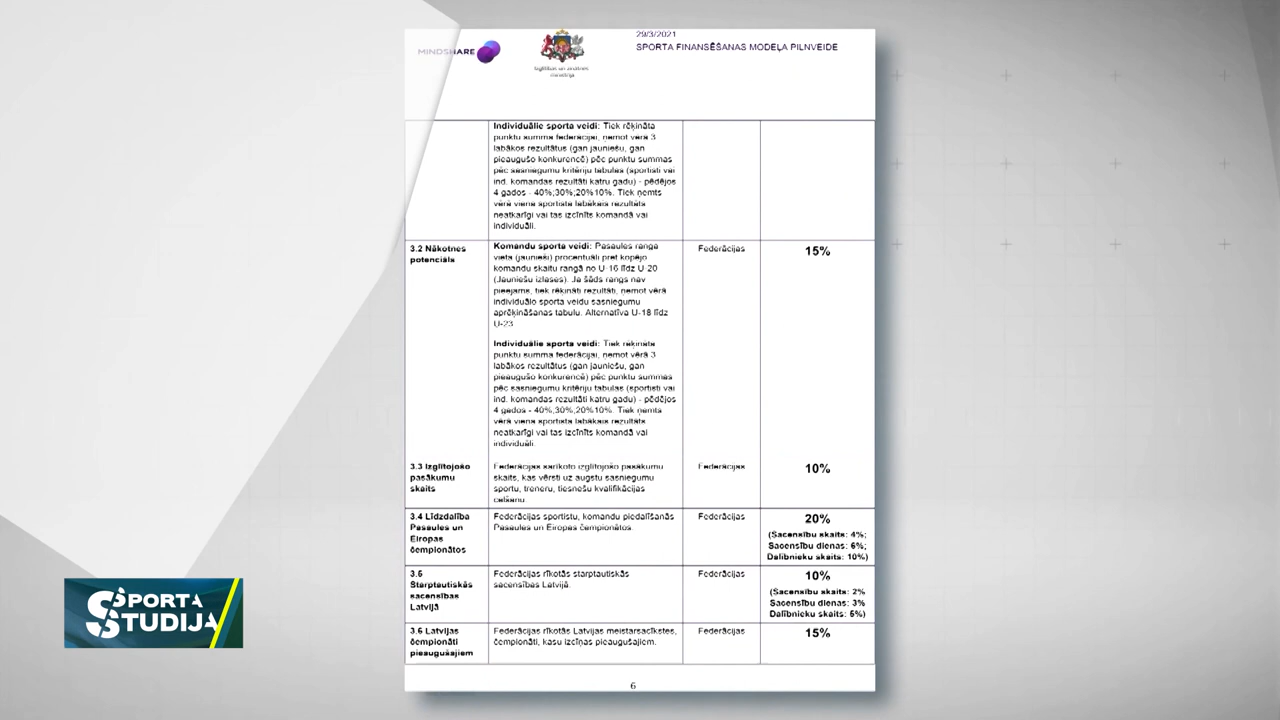 29/3/2021
MINDSHARE
SPORTA FINANSĒŠANAS MODEĻA PILNVEIDE
Izglītības un zinātnes
ministrija
Individuālie sporta veidi: Tiek rēķināta
punktu summa federācijai, ņemot vērā 3
labākos rezultātus (gan jauniešu, gan
pieaugušo konkurencē) pēc punktu summas
pēc sasniegumu kritēriju tabulas (sportisti vai
ind. komandas rezultāti katru gadu) - pēdējos
4 gados - 40%;30%;20%10%. Tiek ņemts
vērā viena sportista labākais rezultāts
neatkarīgi vai tas izcīnīts komandā vai
individuāli.
3.2 Nākotnes
potenciāls
Komandu sporta veidi: Pasaules ranga
vieta (jaunieši) procentuāli pret kopējo
komandu skaitu rangā no U-16 līdz U-20
(Jauniešu izlases). Ja šāds rangs nav
pieejams, tiek rēķināti rezultāti, ņemot vērā
individuālo sporta veidu sasniegumu
aprēķināšanas tabulu. Alternatīva U-18 līdz
U-23
Individuālie sporta veidi: Tiek rēķināta
punktu summa federācijai, ņemot vērā 3
labākos rezultātus (gan jauniešu, gan
pieaugušo konkurencē) pēc punktu summas
pēc sasniegumu kritēriju tabulas (sportisti vai
ind. komandas rezultāti katru gadu) - pēdējos
4 gados - 40%,30%,20%10%. Tiek ņemts
vērā viena sportista labākais rezultāts
neatkarīgi vai tas izcīnīts komandā vai
individuāli.
Federācijas
15%
3.3 Izglītojošo
pasākumu
skaits
Federācijas sarīkoto izglītojošo pasākumu
skaits, kas vērsti uz augstu sasniegumu
sportu, treneru, tiesnešu kvalifikācijas
celšanu.
Federācijas
10%
3.4 Līdzdalība
Pasaules un
Eiropas
čempionātos
Federācijas sportistu, komandu piedalīšanās
Pasaules un Eiropas čempionātos.
Federācijas
20%
(Sacensību skaits: 4%;
Sacensību dienas: 6%;
Dalībnieku skaits: 10%)
3.5
Starptautiskās
sacensības
Latvijā
Federācijas rīkotās starptautiskās
sacensības Latvijā.
Federācijas
10%
(Sacensību skaits: 2%
Sacensību dienas: 3%
Dalībnieku skaits: 5%)
3.6 Latvijas
čempionāti
pieaugušajiem
Federācijas rīkotās Latvijas meistarsacīkstes,
čempionāti, kasu izcīņas pieaugušajiem.
Federācijas
15%
6
SPORTA
STUDIJA